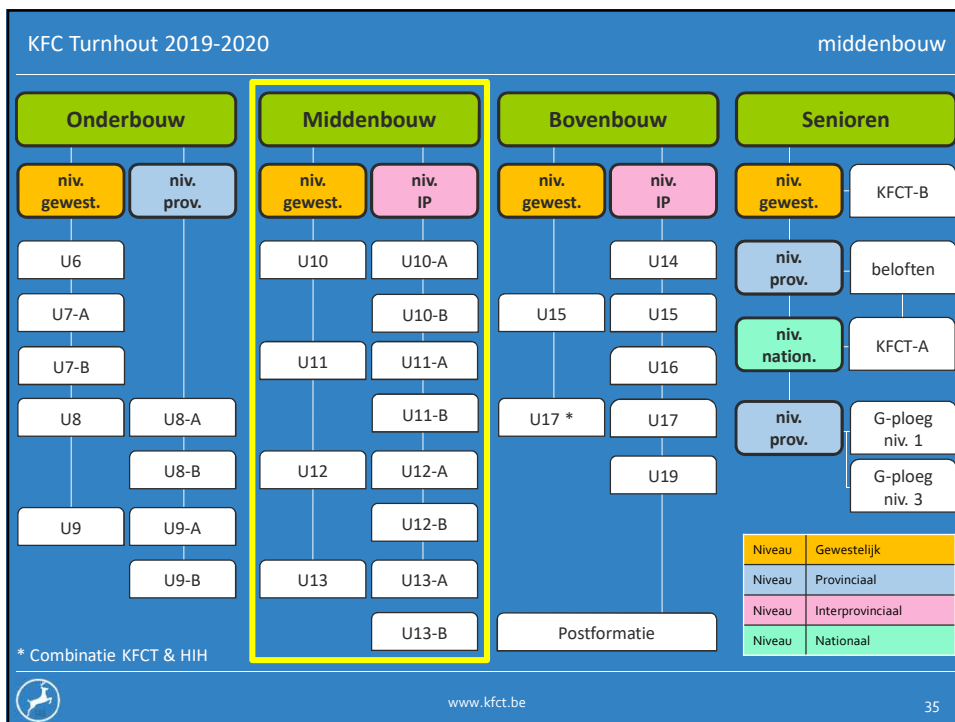 KFC Turnhout 2019-2020
middenbouw
Onderbouw
niv.
gewest.
niv.
prov.
U6
U7-A
U7-B
U8
U8-A
U8-B
U9
U9-A
U9-B
Middenbouw
niv.
gewest.
niv.
IP
U10
U10-A
U10-B
U11
U11-A
U11-B
U12
U12-A
U12-B
U13
U13-A
U13-B
Bovenbouw
niv.
gewest.
niv.
IP
U14
U15
U15
U16
U17 *
U17
U19
Postformatie
Senioren
niv.
gewest.
KFCT-B
niv.
prov.
beloften
niv.
nation.
KFCT-A
niv.
prov.
G-ploeg
niv. 1
G-ploeg
niv. 3
Niveau Gewestelijk
Niveau Provinciaal
Niveau Interprovinciaal
Niveau Nationaal
* Combinatie KFCT & HIH
www.kfct.be
35